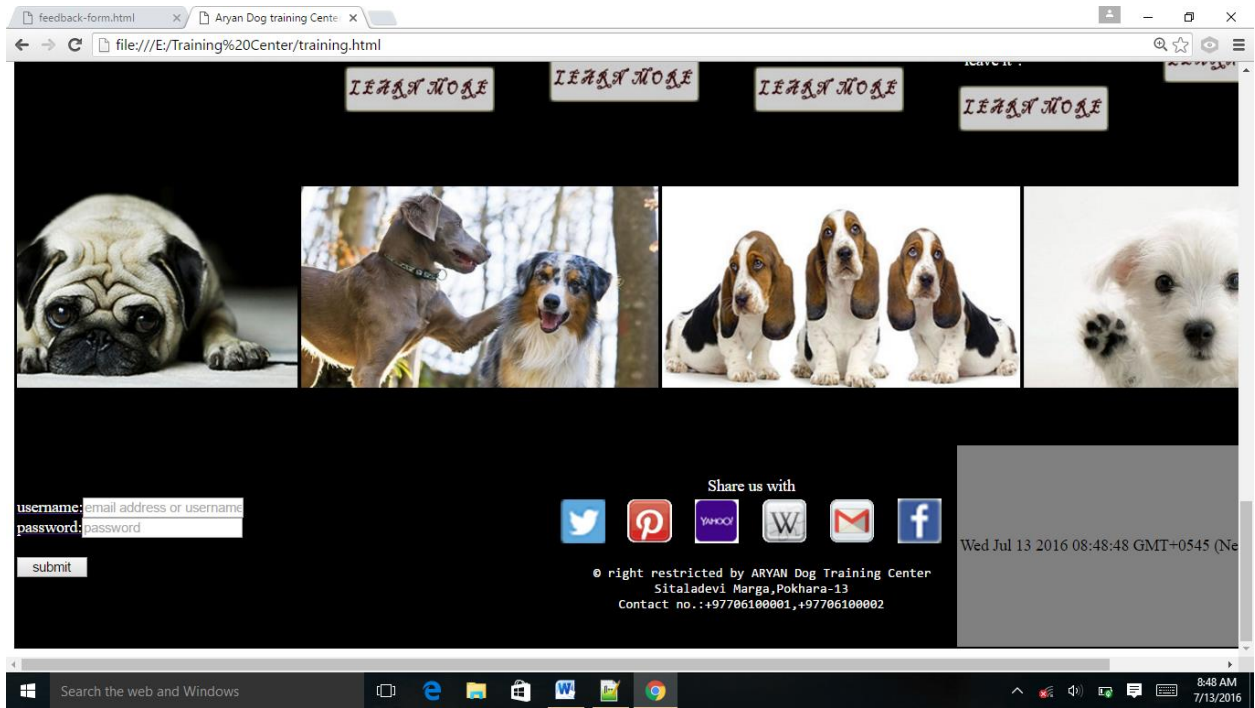 feedback-form.html
Aryan Dog training Cente
file:///E:/Training%20Center/training.html
leave it .
LEARN MORE
LEARN MORE
LEARN MORE
LEARN MORE
Share us with
username:email address or username
password:password
YAHOO!
W
f
submit
Wed Jul 13 2016 08:48:48 GMT+0545 (Ne
© right restricted by ARYAN Dog Training Center
Sitaladevi Marga,Pokhara-13
Contact no.:+97706100001,+97706100002
Search the web and Windows
8:48 AM
7/13/2016